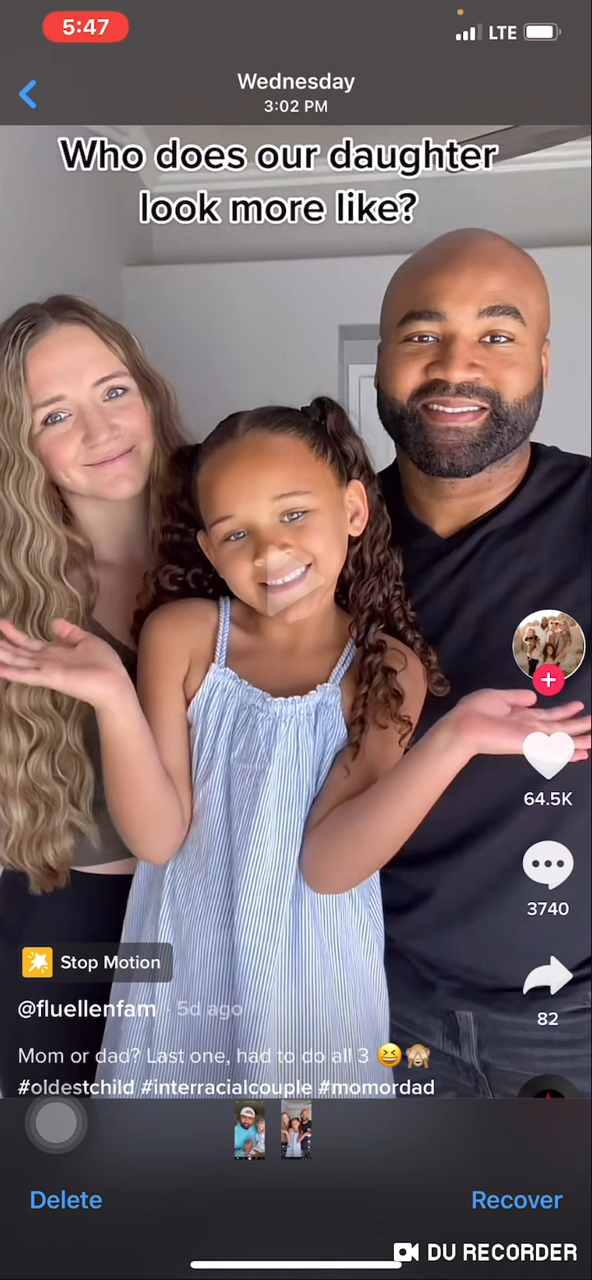 5:47
LTE
Wednesday
3:02 PM
Who does our daughter
look more like?
64.5K
3740
82
Stop Motion
@fluellenfam · 5d ago
Mom or dad? Last one, had to do all 3 😆🙈
#oldestchild #interracialcouple #momordad
Delete
Recover
DU RECORDER